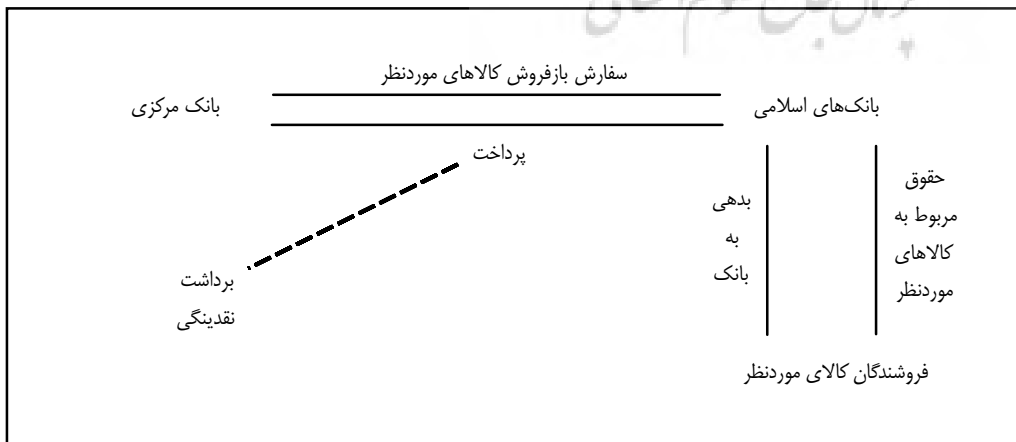 سفارش بازفروش کالاهای موردنظر
بانک‌های اسلامی
بانک مرکزی
پرداخت
حقوق
مربوط به
کالاهای
موردنظر
بدهی
به
بانک
برداشت
نقدینگی
فروشندگان کالای موردنظر